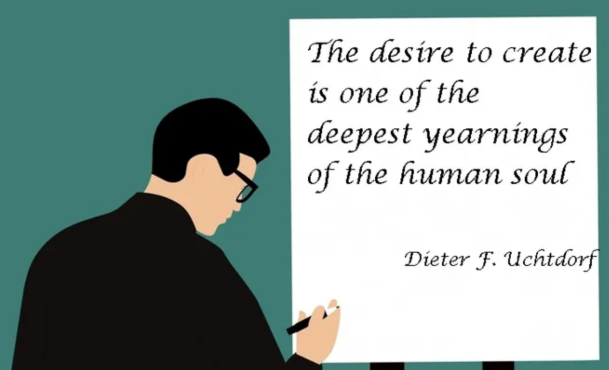 The desire to create
is one of the
deepest yearnings
of the human soul
Dieter F. Uchtdorf